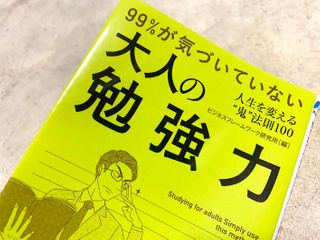 99%が気づいていない
大人の
勉強力
人生を変える
“鬼”法則100
ビジネスフレームワーク研究所[編]
Studying for adults Simply use
this meth